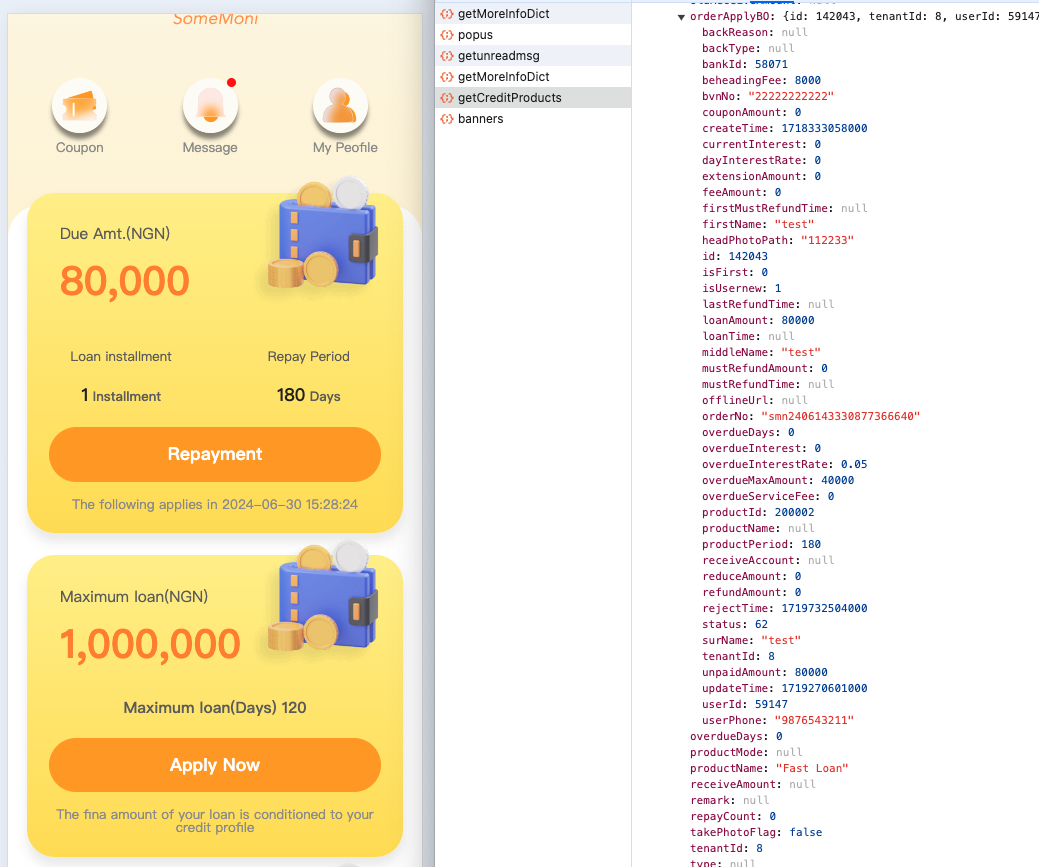 SomeMoni
Coupon
Message
My Peofile
Due Amt.(NGN)
80,000
Loan installment
Repay Period
1 Installment
180 Days
Repayment
The following applies in 2024-06-30 15:28:24
Maximum loan(NGN)
1,000,000
Maximum loan(Days) 120
Apply Now
The fina amount of your loan is conditioned to your
credit profile
getMoreInfoDict
popus
getunreadmsg
getMoreInfoDict
getCreditProducts
banners
orderApplyBO: {id: 142043, tenantId: 8, userId: 59147
backReason: null
backType: null
bankId: 58071
beheadingFee: 8000
bvnNo: "22222222222"
couponAmount: 0
createTime: 1718333058000
currentInterest: 0
dayInterestRate: 0
extensionAmount: 0
feeAmount: 0
firstMustRefundTime: null
firstName: "test"
headPhotoPath: "112233"
id: 142043
isFirst: 0
isUsernew: 1
lastRefundTime: null
loanAmount: 80000
loanTime: null
middleName: "test"
mustRefundAmount: 0
mustRefundTime: null
offlineUrl: null
orderNo: "smn2406143330877366640"
overdueDays: 0
overdueInterest: 0
overdueInterestRate: 0.05
overdueMaxAmount: 40000
overdueServiceFee: 0
productId: 200002
productName: null
productPeriod: 180
receiveAccount: null
reduceAmount: 0
refundAmount: 0
rejectTime: 1719732504000
status: 62
surName: "test"
tenantId: 8
unpaidAmount: 80000
updateTime: 1719270601000
userId: 59147
userPhone: "9876543211"
overdueDays: 0
productMode: null
productName: "Fast Loan"
receiveAmount: null
remark: null
repayCount: 0
takePhotoFlag: false
tenantId: 8
type: null